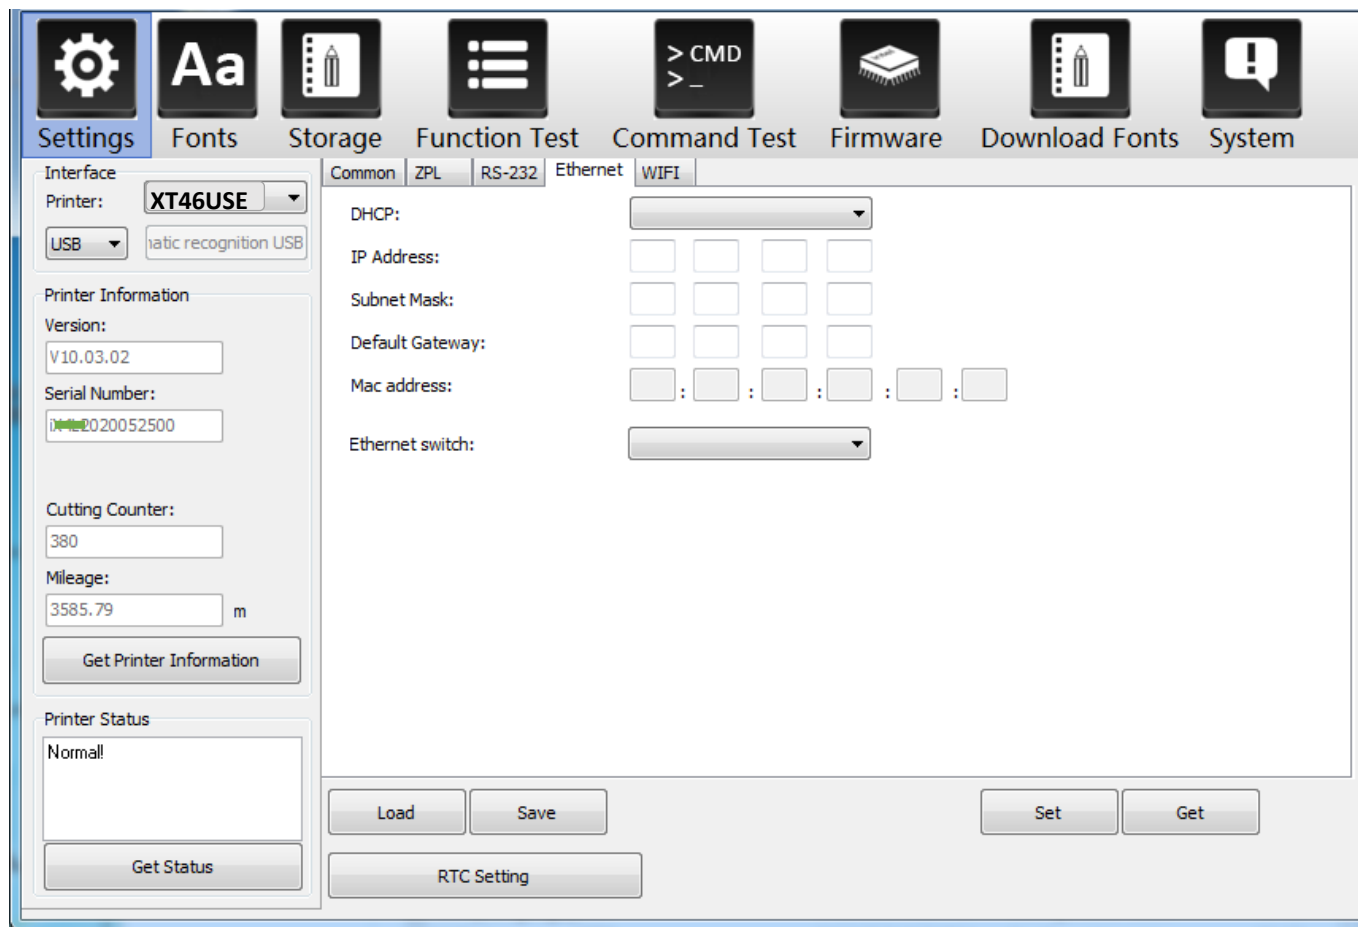 > CMD
>_
Aa
Settings Fonts Storage Function Test Command Test Firmware Download Fonts System
Interface
Printer: XT46USE
USB
natic recognition USB
Printer Information
Version:
V10.03.02
Serial Number:
2020052500
Cutting Counter:
380
Mileage:
3585.79 m
Get Printer Information
Printer Status
Normal!
Get Status
Common ZPL RS-232 Ethernet WIFI
DHCP:
IP Address:
Subnet Mask:
Default Gateway:
Mac address: : : : : :
Ethernet switch:
Load Save Set Get
RTC Setting